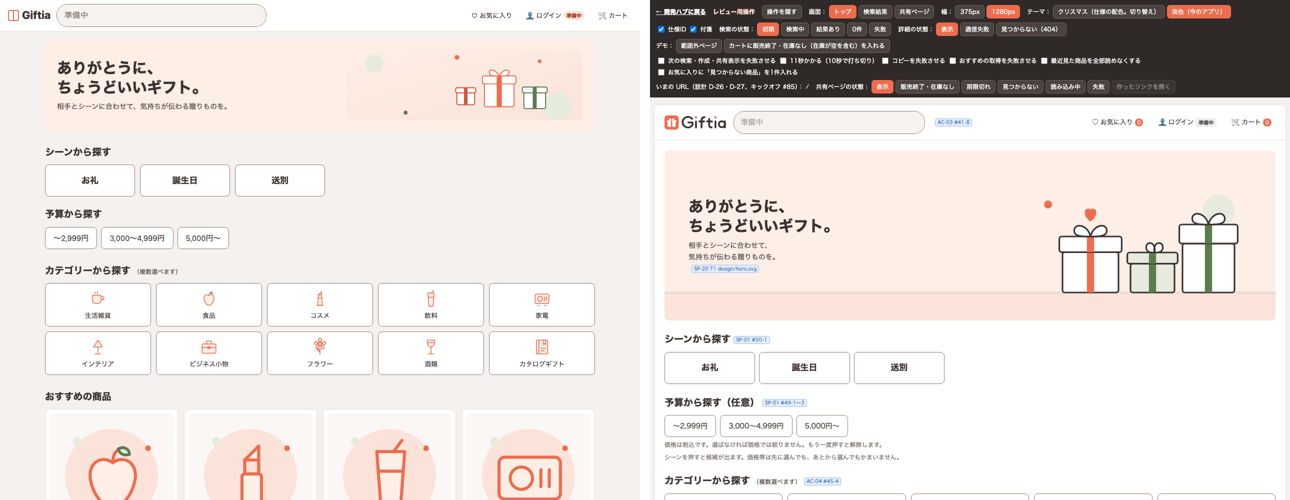 Giftia
準備中
♡ お気に入り
ログイン 準備中
カート
ありがとうに、
ちょうどいいギフト。
相手とシーンに合わせて、気持ちが伝わる贈りものを。
シーンから探す
お礼
誕生日
送別
予算から探す
〜2,999円
3,000〜4,999円
5,000円〜
カテゴリーから探す (複数選べます)
生活雑貨
食品
コスメ
飲料
家電
インテリア
ビジネス小物
フラワー
酒類
カタログギフト
おすすめの商品
← 開発ハブに戻る レビュー用操作 操作を隠す 画面： トップ 検索結果 共有ページ 幅： 375px 1280px テーマ： クリスマス（仕様の配色。切り替え） 淡色（今のアプリ）
仕様ID 付箋 検索の状態： 初期 検索中 結果あり 0件 失敗 詳細の状態： 表示 通信失敗 見つからない（404）
デモ： 範囲外ページ カートに販売終了・在庫なし（在庫が空を含む）を入れる
次の検索・作成・共有表示を失敗させる 11秒かかる（10秒で打ち切り） コピーを失敗させる おすすめの取得を失敗させる 最近見た商品を全部読めなくする
お気に入りに「見つからない商品」を1件入れる
いまの URL（設計 D-26・D-27、キックオフ #85）： / 共有ページの状態： 表示 販売終了・在庫なし 期限切れ 見つからない 読み込み中 失敗 作ったリンクを開く
Giftia
準備中
AC-03 #41-8
♡ お気に入り 0
ログイン 準備中
カート 0
ありがとうに、
ちょうどいいギフト。
相手とシーンに合わせて、
気持ちが伝わる贈りものを。
SP-20 T1 design/hero.svg
シーンから探す SP-01 #50-1
お礼
誕生日
送別
予算から探す（任意） SP-01 #49-1〜3
〜2,999円
3,000〜4,999円
5,000円〜
価格は税込です。選ばなければ価格では絞りません。もう一度押すと解除します。
シーンを押すと候補が出ます。価格帯は先に選んでも、あとから選んでもかまいません。
カテゴリーから探す (複数選べます) AC-04 #45-4